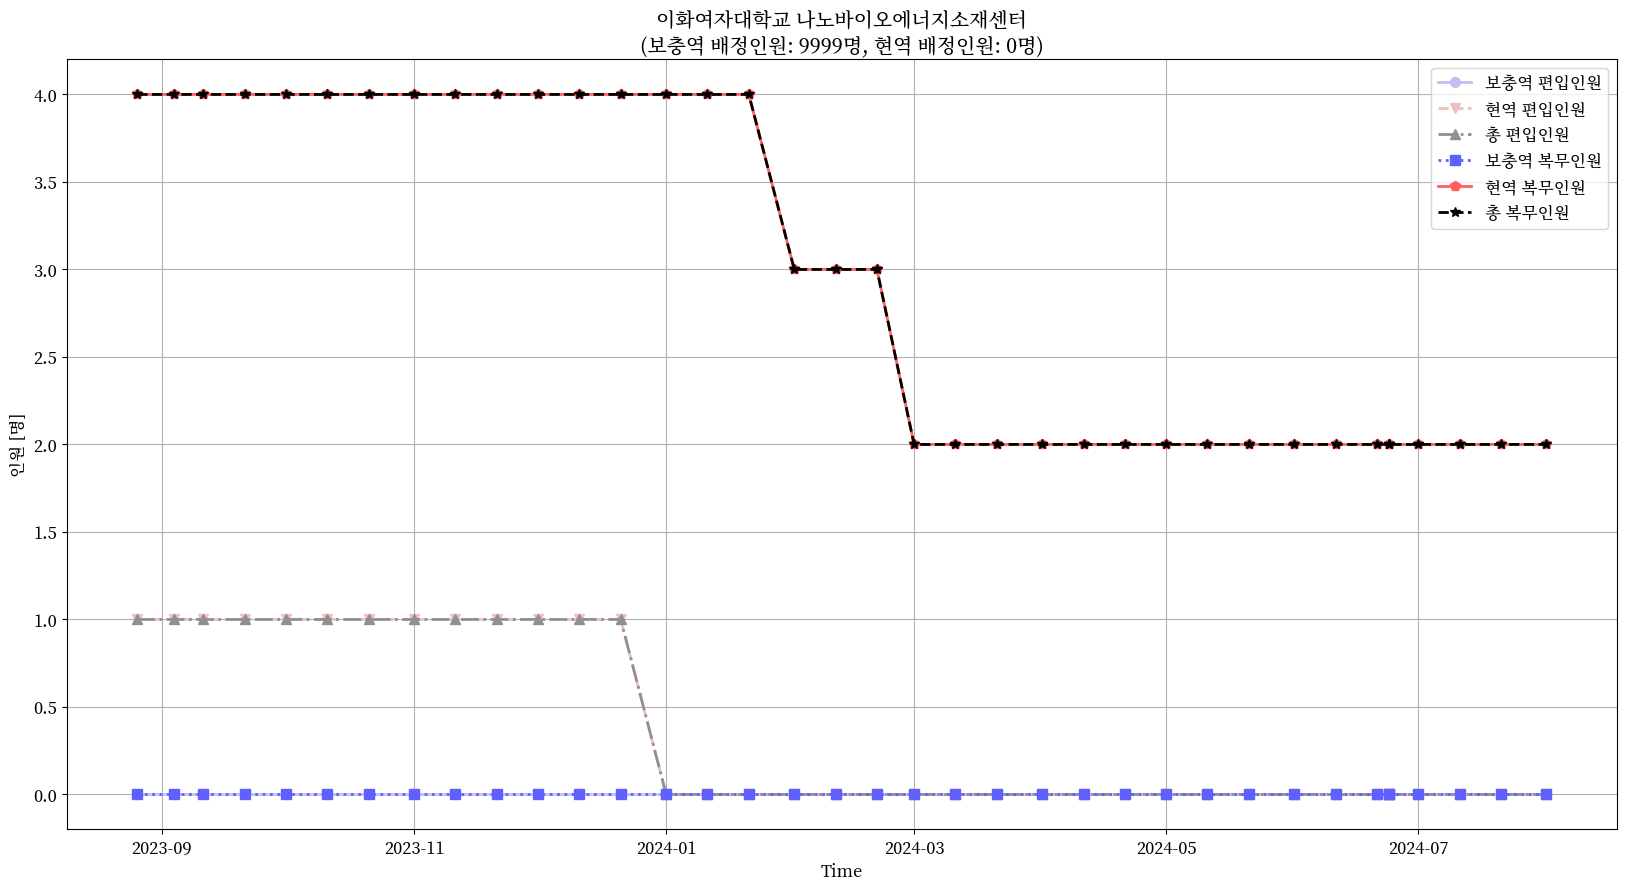 이화여자대학교 나노바이오에너지소재센터
(보충역 배정인원: 9999명, 현역 배정인원: 0명)
보충역 편입인원
현역 편입인원
총 편입인원
보충역 복무인원
현역 복무인원
총 복무인원
인원 [명]
4.0
3.5
3.0
2.5
2.0
1.5
1.0
0.5
0.0
2023-09
2023-11
2024-01
2024-03
2024-05
2024-07
Time